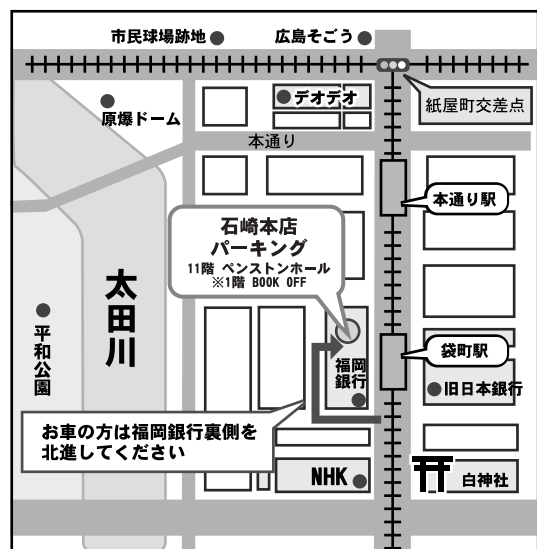 市民球場跡地
広島そごう
紙屋町交差点
デオデオ
原爆ドーム
本通り
本通り駅
石崎本店
パーキング
11階 ペンストンホール
※1階 BOOK OFF
太田川
平和公園
袋町駅
福岡
銀行
旧日本銀行
お車の方は福岡銀行裏側を
北進してください
NHK
白神社